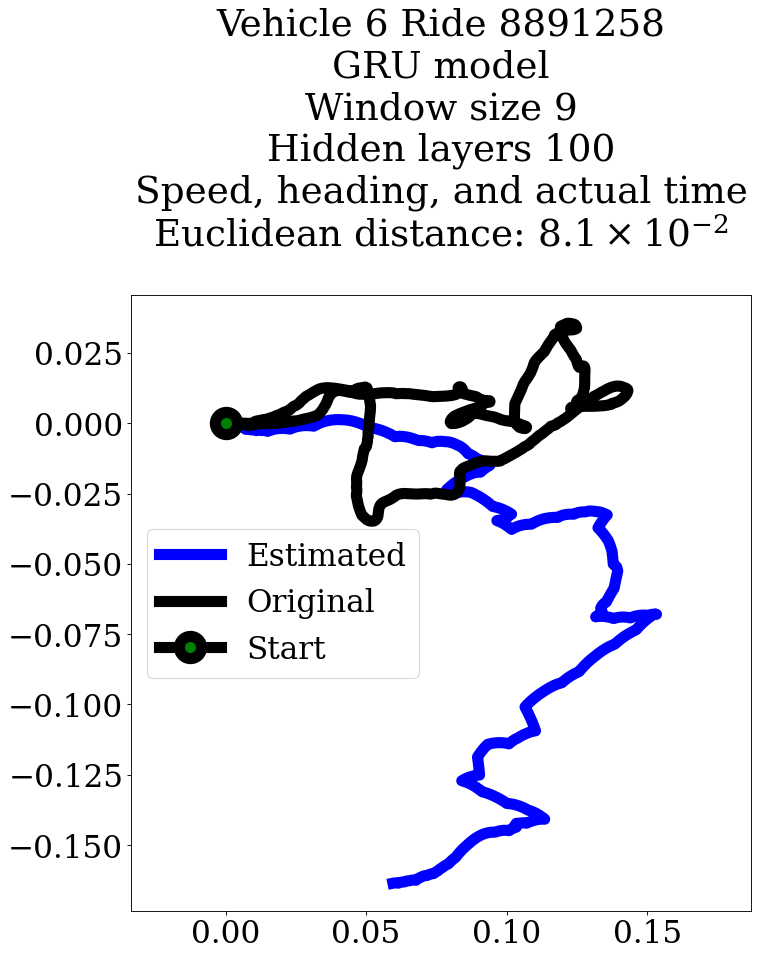 Vehicle 6 Ride 8891258
GRU model
Window size 9
Hidden layers 100
Speed, heading, and actual time
Euclidean distance: 8.1 × 10⁻²
0.025
0.000
−0.025
−0.050
−0.075
−0.100
−0.125
−0.150
Estimated
Original
Start
0.00 0.05 0.10 0.15